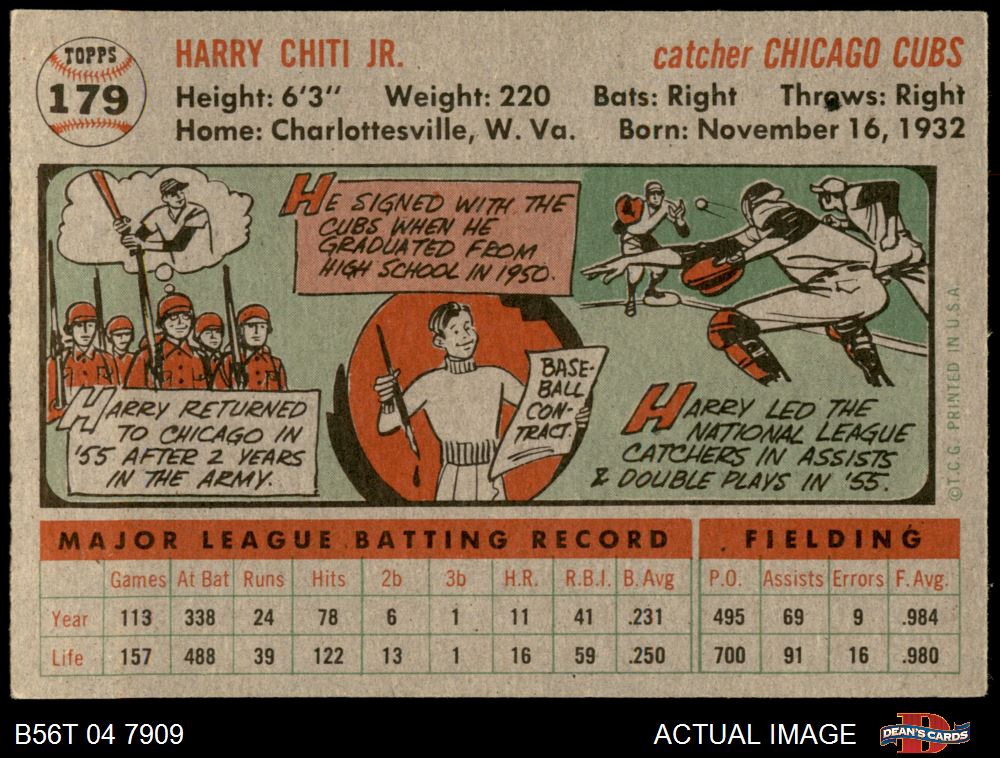 TOPPS
179
HARRY CHITI JR.
catcher CHICAGO CUBS
Height: 6'3" Weight: 220 Bats: Right Throws: Right
Home: Charlottesville, W. Va. Born: November 16, 1932
HE SIGNED WITH THE
CUBS WHEN HE
GRADUATED FROM
HIGH SCHOOL IN 1950.
HARRY RETURNED
TO CHICAGO IN
'55 AFTER 2 YEARS
IN THE ARMY.
BASE-
BALL
CON-
TRACT.
HARRY LED THE
NATIONAL LEAGUE
CATCHERS IN ASSISTS
& DOUBLE PLAYS IN '55.
©T.C.G. PRINTED IN U.S.A.
MAJOR LEAGUE BATTING RECORD FIELDING
Games At Bat Runs Hits 2b 3b H.R. R.B.I. B. Avg P.O. Assists Errors F. Avg.
Year 113 338 24 78 6 1 11 41 .231 495 69 9 .984
Life 157 488 39 122 13 1 16 59 .250 700 91 16 .980
B56T 04 7909 ACTUAL IMAGE DEAN'S CARDS